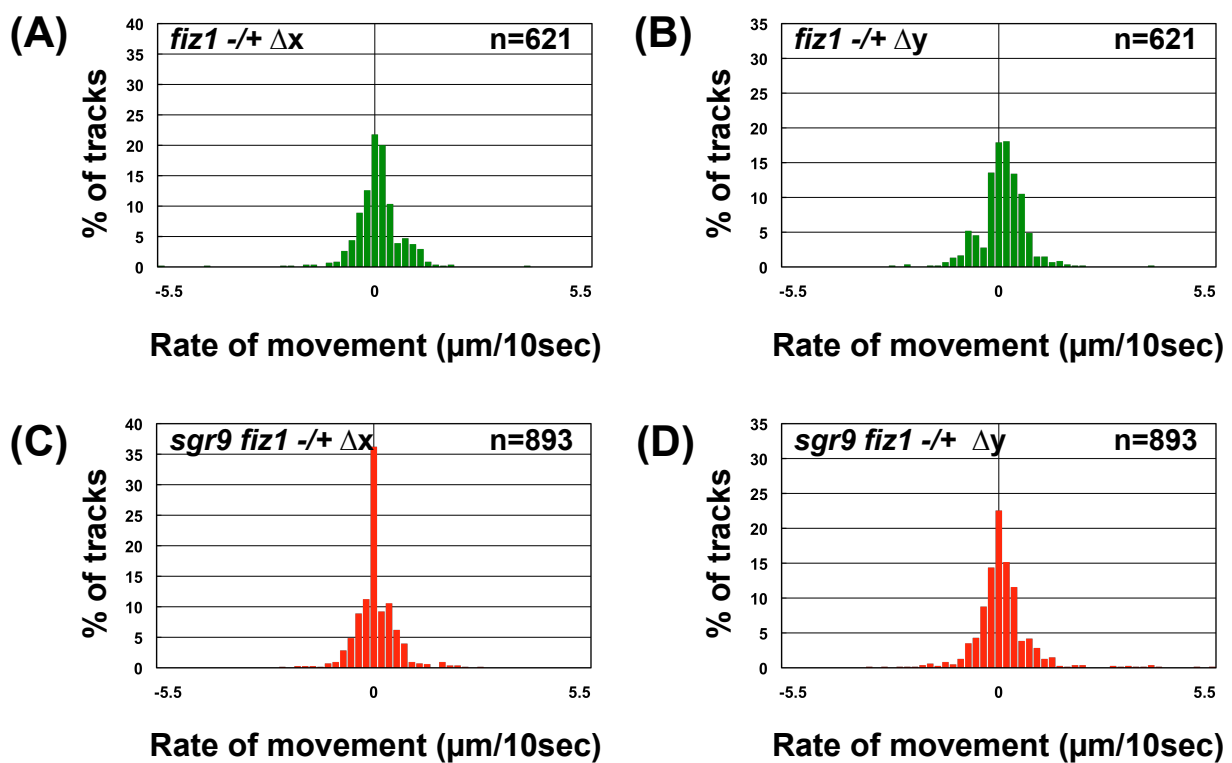 (A)
fiz1 -/+ Δx
n=621
% of tracks
40
35
30
25
20
15
10
5
0
-5.5
0
5.5
Rate of movement (µm/10sec)
(B)
fiz1 -/+ Δy
n=621
% of tracks
35
30
25
20
15
10
5
0
-5.5
0
5.5
Rate of movement (µm/10sec)
(C)
sgr9 fiz1 -/+ Δx
n=893
% of tracks
40
35
30
25
20
15
10
5
0
-5.5
0
5.5
Rate of movement (µm/10sec)
(D)
sgr9 fiz1 -/+ Δy
n=893
% of tracks
35
30
25
20
15
10
5
0
-5.5
0
5.5
Rate of movement (µm/10sec)